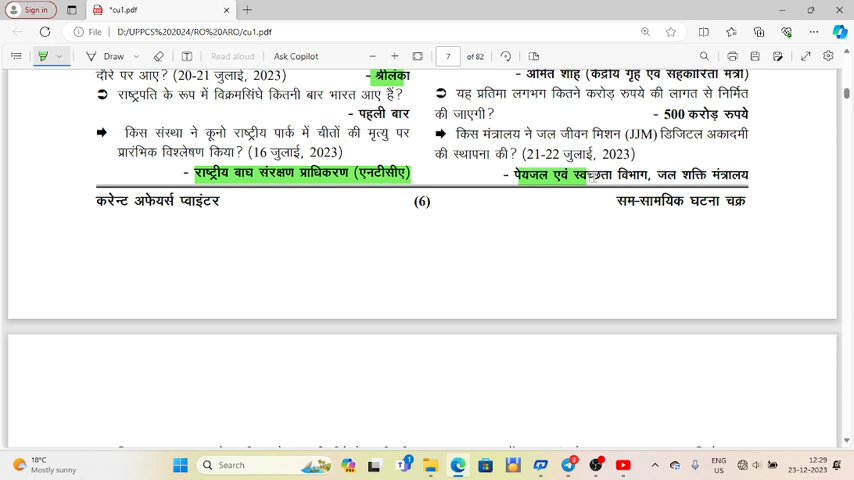 Sign in
*cu1.pdf
File
D:/UPPCS%202024/RO%20ARO/cu1.pdf
Draw
Read aloud
Ask Copilot
7
of 82
दौरे पर आए? (20-21 जुलाई, 2023)
- श्रीलंका
राष्ट्रपति के रूप में विक्रमसिंघे कितनी बार भारत आए हैं?
- पहली बार
किस संस्था ने कूनो राष्ट्रीय पार्क में चीतों की मृत्यु पर
प्रारंभिक विश्लेषण किया? (16 जुलाई, 2023)
- राष्ट्रीय बाघ संरक्षण प्राधिकरण (एनटीसीए)
- अमित शाह (केंद्रीय गृह एवं सहकारिता मंत्री)
यह प्रतिमा लगभग कितने करोड़ रुपये की लागत से निर्मित
की जाएगी?
- 500 करोड़ रुपये
किस मंत्रालय ने जल जीवन मिशन (JJM) डिजिटल अकादमी
की स्थापना की? (21-22 जुलाई, 2023)
- पेयजल एवं स्वच्छता विभाग, जल शक्ति मंत्रालय
करेन्ट अफेयर्स प्वाइंटर
(6)
सम-सामयिक घटना चक्र
18°C
Mostly sunny
Search
1
ENG
US
12:29
23-12-2023